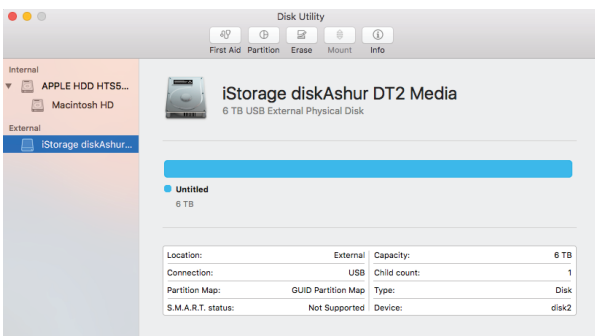 Disk Utility
First Aid Partition Erase Mount Info
Internal
APPLE HDD HTS5...
Macintosh HD
External
iStorage diskAshur...
iStorage diskAshur DT2 Media
6 TB USB External Physical Disk
Untitled
6 TB
Location: External Capacity: 6 TB
Connection: USB Child count: 1
Partition Map: GUID Partition Map Type: Disk
S.M.A.R.T. status: Not Supported Device: disk2